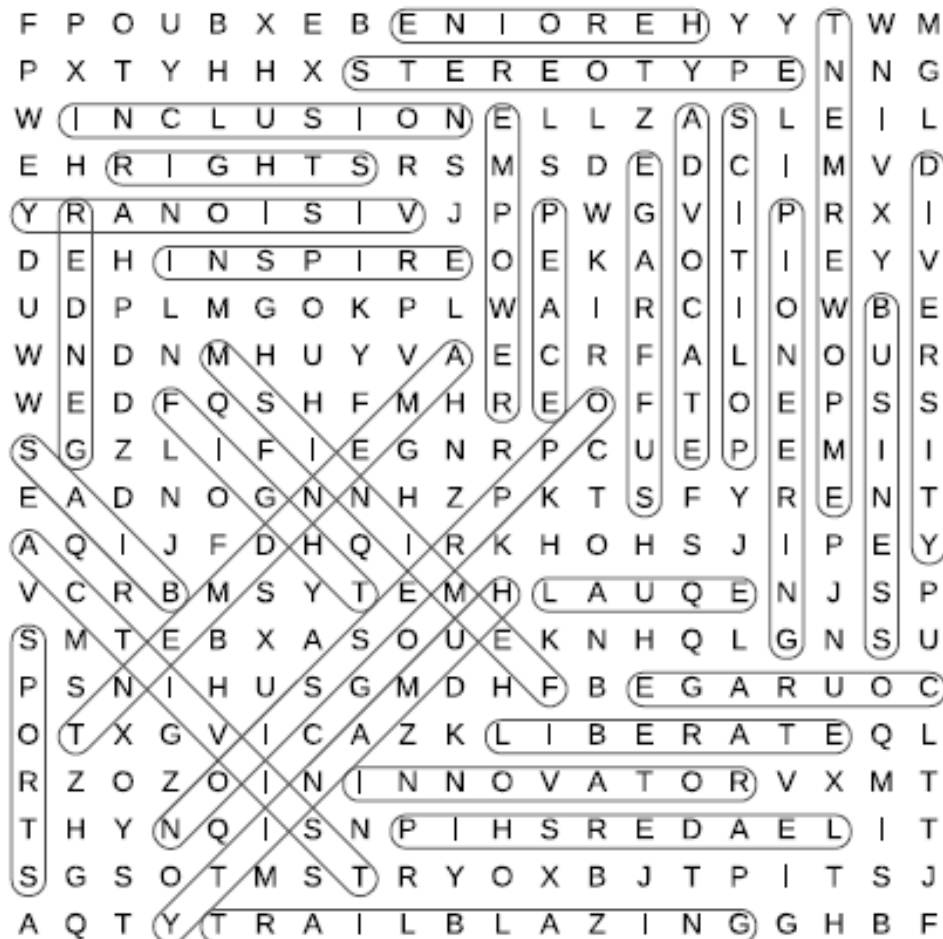 F P O U B X E B E N I O R E H Y Y T W M
P X T Y H H X S T E R E O T Y P E N N G
W I N C L U S I O N E L L Z A S L E I L
E H R I G H T S R S M S D E D C I M V D
Y R A N O I S I V J P P W G V I P R X I
D E H I N S P I R E O E K A O T I E Y V
U D P L M G O K P L W A I R C I O W B E
W N D N M H U Y V A E C R F A L N O U R
W E D F Q S H F M H R E O F T O E P S S
S G Z L I F I E G N R P C U E P E M I I
E A D N O G N N H Z P K T S F Y R E N T
A Q I J F D H Q I R K H O H S J I P E Y
V C R B M S Y T E M H L A U Q E N J S P
S M T E B X A S O U E K N H Q L G N S U
P S N I H U S G M D H F B E G A R U O C
O T X G V I C A Z K L I B E R A T E Q L
R Z O Z O I N I N N O V A T O R V X M T
T H Y N Q I S N P I H S R E D A E L I T
S G S O T M S T R Y O X B J T P I T S J
A Q T Y T R A I L B L A Z I N G G H B F